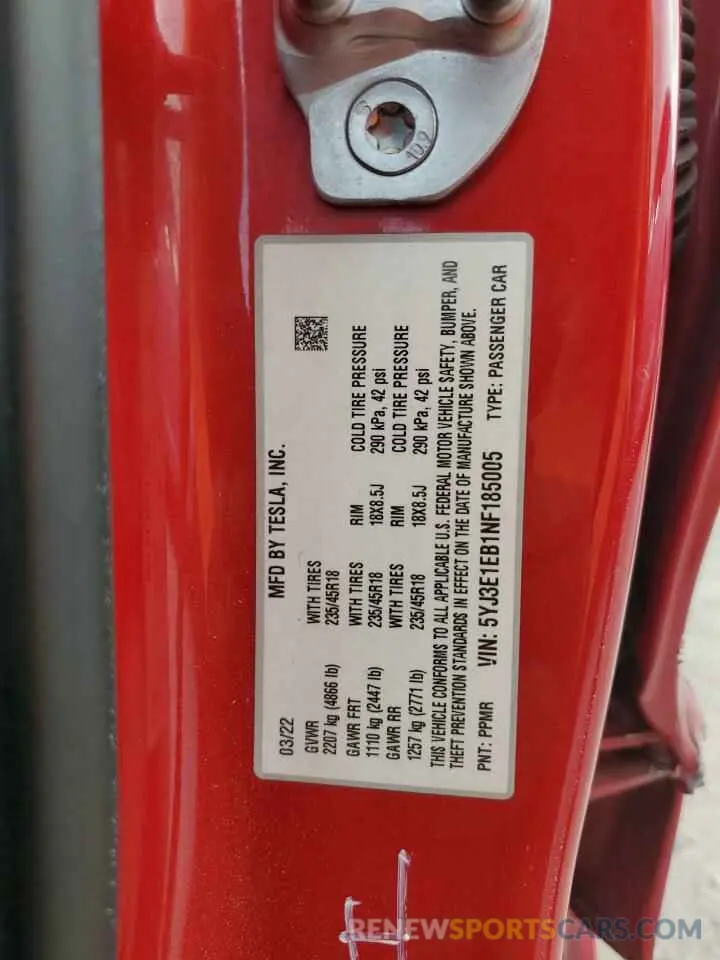 10.9
03/22 MFD BY TESLA, INC.
GVWR WITH TIRES
2207 kg (4866 lb) 235/45R18
GAWR FRT WITH TIRES RIM COLD TIRE PRESSURE
1110 kg (2447 lb) 235/45R18 18X8.5J 290 kPa, 42 psi
GAWR RR WITH TIRES RIM COLD TIRE PRESSURE
1257 kg (2771 lb) 235/45R18 18X8.5J 290 kPa, 42 psi
THIS VEHICLE CONFORMS TO ALL APPLICABLE U.S. FEDERAL MOTOR VEHICLE SAFETY, BUMPER, AND
THEFT PREVENTION STANDARDS IN EFFECT ON THE DATE OF MANUFACTURE SHOWN ABOVE.
PNT: PPMR VIN: 5YJ3E1EB1NF185005 TYPE: PASSENGER CAR
RENEWSPORTSCARS.COM